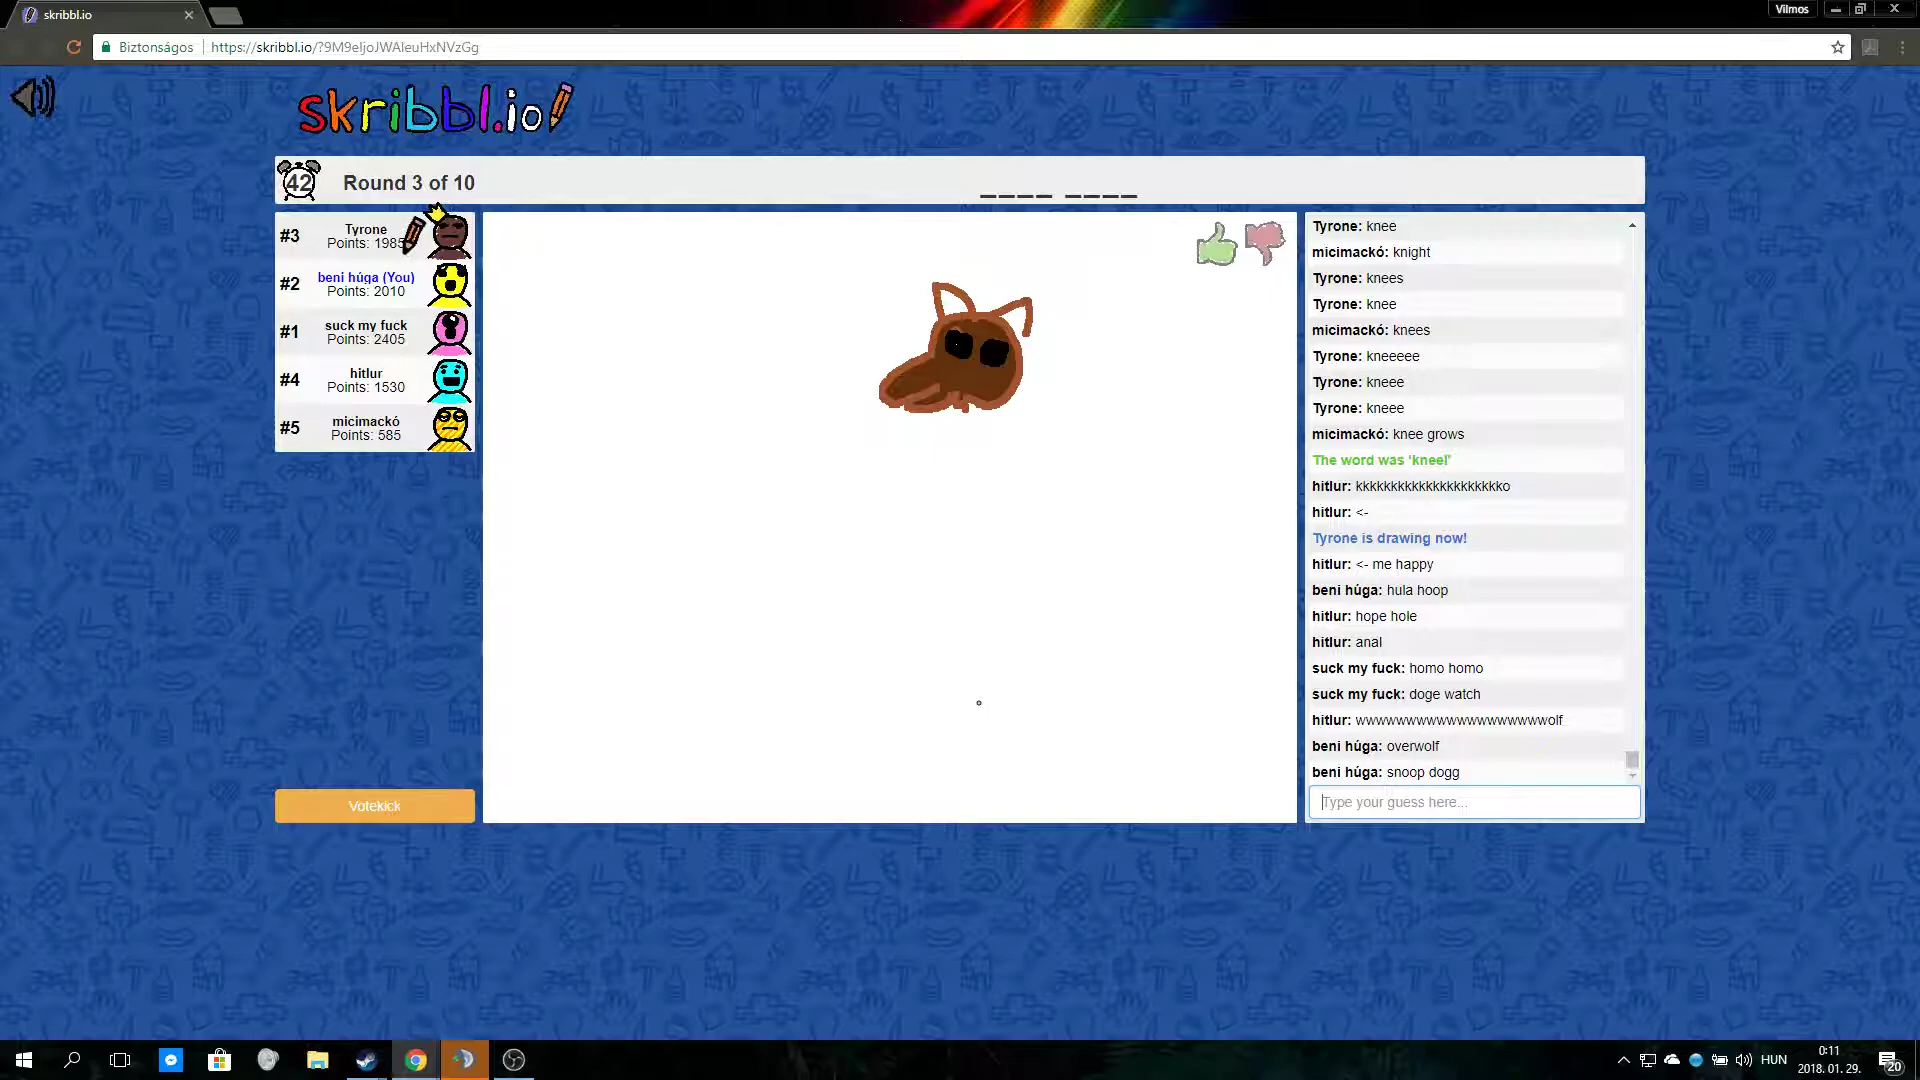 skribbl.io
Vilmos
Biztonságos
https://skribbl.io/?9M9eljoJWAleuHxNVzGg
skribbl.io
42
Round 3 of 10
____ ____
#3
Tyrone
Points: 1985
#2
beni húga (You)
Points: 2010
#1
suck my fuck
Points: 2405
#4
hitlur
Points: 1530
#5
micimackó
Points: 585
Votekick
Tyrone: knee
micimackó: knight
Tyrone: knees
Tyrone: knee
micimackó: knees
Tyrone: kneeeee
Tyrone: kneee
Tyrone: kneee
micimackó: knee grows
The word was 'kneel'
hitlur: kkkkkkkkkkkkkkkkkkkkko
hitlur: <-
Tyrone is drawing now!
hitlur: <- me happy
beni húga: hula hoop
hitlur: hope hole
hitlur: anal
suck my fuck: homo homo
suck my fuck: doge watch
hitlur: wwwwwwwwwwwwwwwwwwolf
beni húga: overwolf
beni húga: snoop dogg
Type your guess here...
HUN
0:11
2018. 01. 29.
20